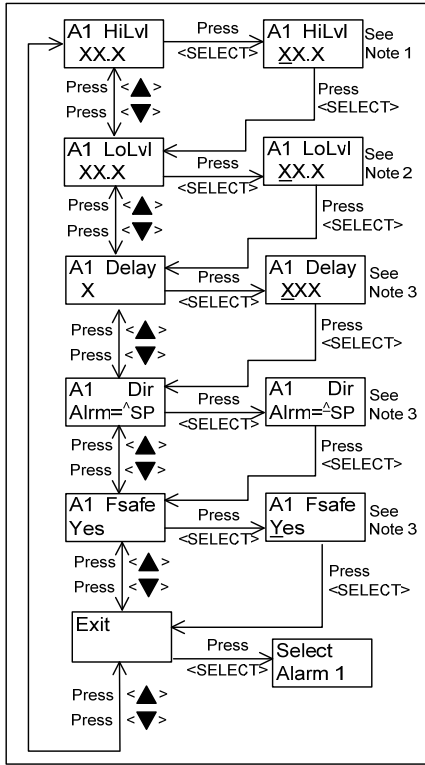 A1 HiLvl
XX.X
Press
<SELECT>
A1 HiLvl
XX.X
See
Note 1
Press <▲>
Press <▼>
Press
<SELECT>
A1 LoLvl
XX.X
Press
<SELECT>
A1 LoLvl
XX.X
See
Note 2
Press <▲>
Press <▼>
Press
<SELECT>
A1 Delay
X
Press
<SELECT>
A1 Delay
XXX
See
Note 3
Press <▲>
Press <▼>
Press
<SELECT>
A1 Dir
Alrm=^SP
Press
<SELECT>
A1 Dir
Alrm=^SP
See
Note 3
Press <▲>
Press <▼>
Press
<SELECT>
A1 Fsafe
Yes
Press
<SELECT>
A1 Fsafe
Yes
See
Note 3
Press <▲>
Press <▼>
Press
<SELECT>
Exit
Press
<SELECT>
Select
Alarm 1
Press <▲>
Press <▼>